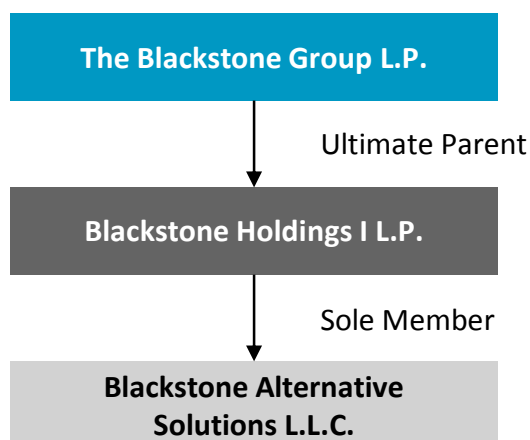 The Blackstone Group L.P.
Ultimate Parent
Blackstone Holdings I L.P.
Sole Member
Blackstone Alternative
Solutions L.L.C.